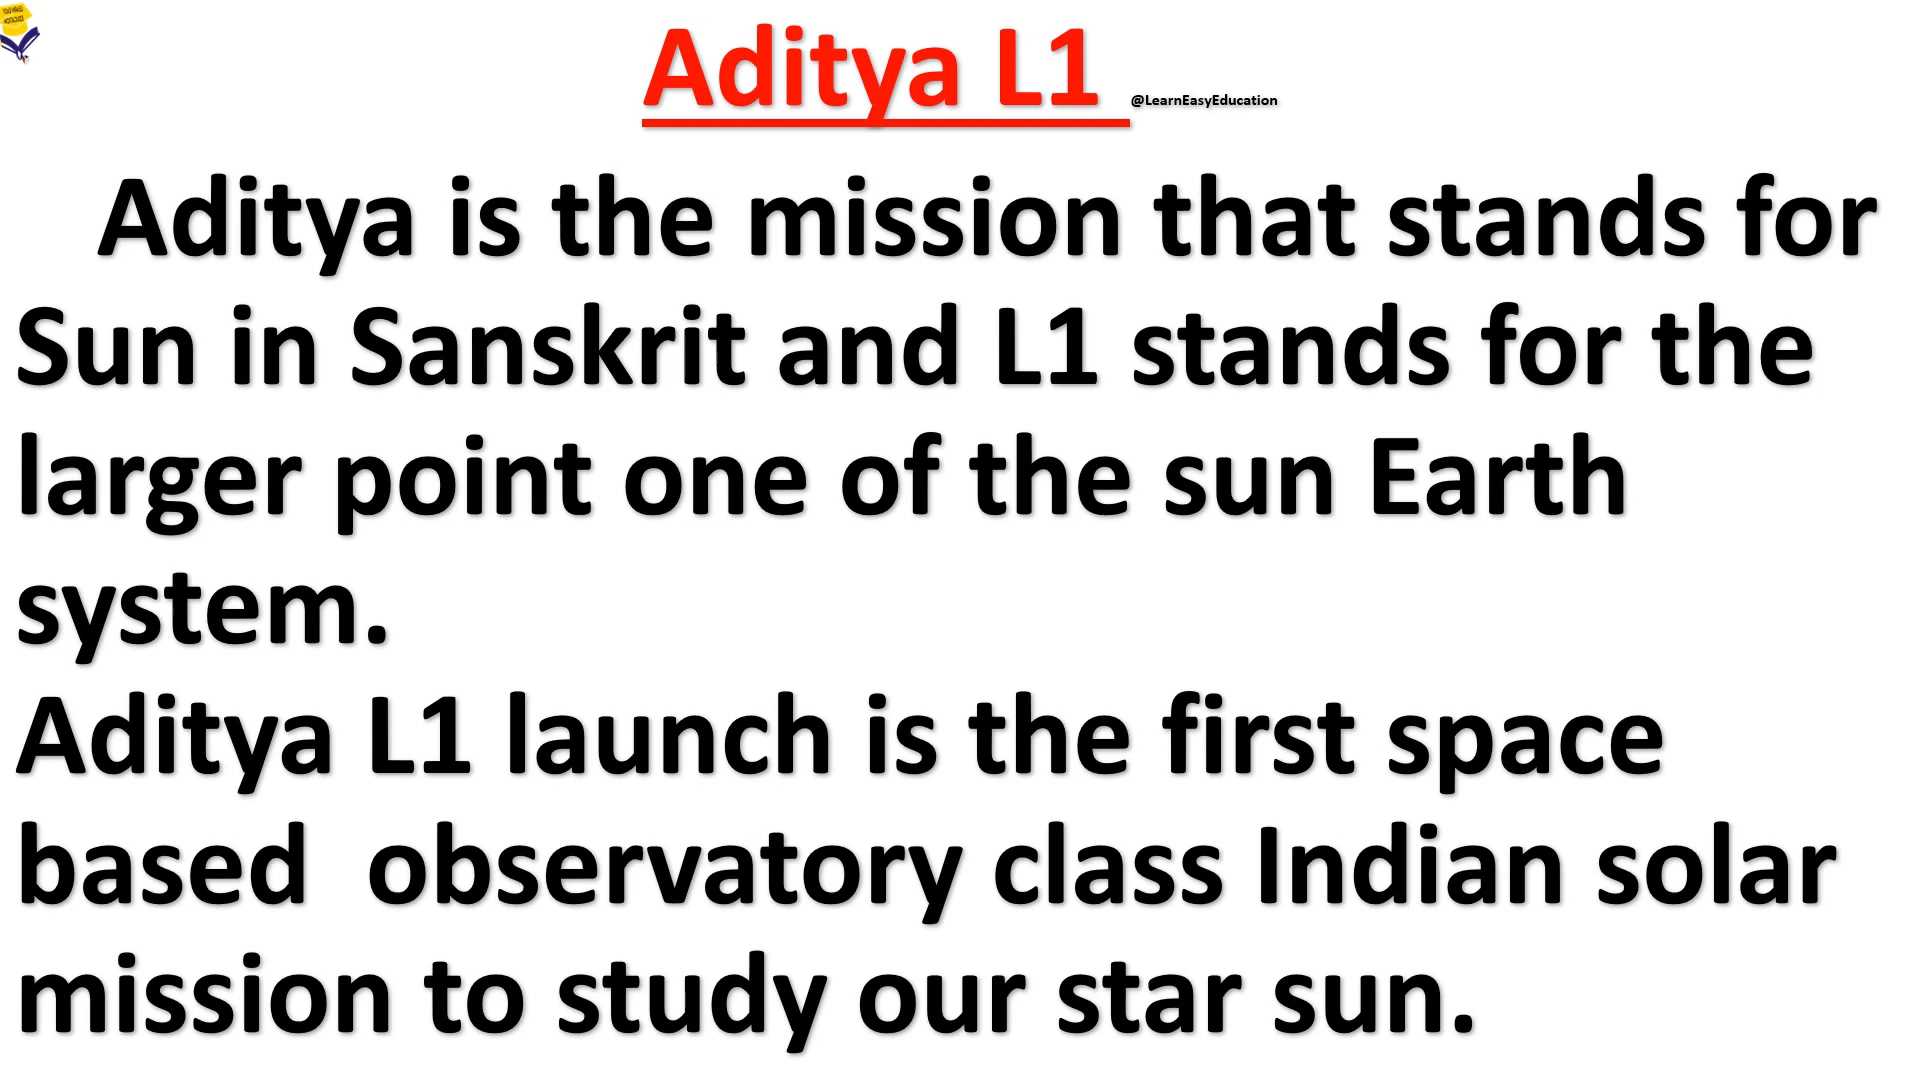 Aditya L1 @LearnEasyEducation
Aditya is the mission that stands for
Sun in Sanskrit and L1 stands for the
larger point one of the sun Earth
system.
Aditya L1 launch is the first space
based  observatory class Indian solar
mission to study our star sun.